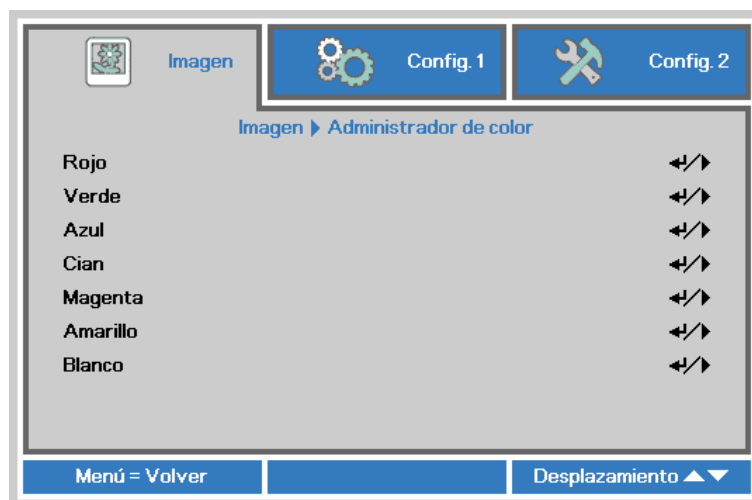 Imagen Config. 1 Config. 2
Imagen ▶ Administrador de color
Rojo
Verde
Azul
Cian
Magenta
Amarillo
Blanco
Menú = Volver Desplazamiento ▲▼